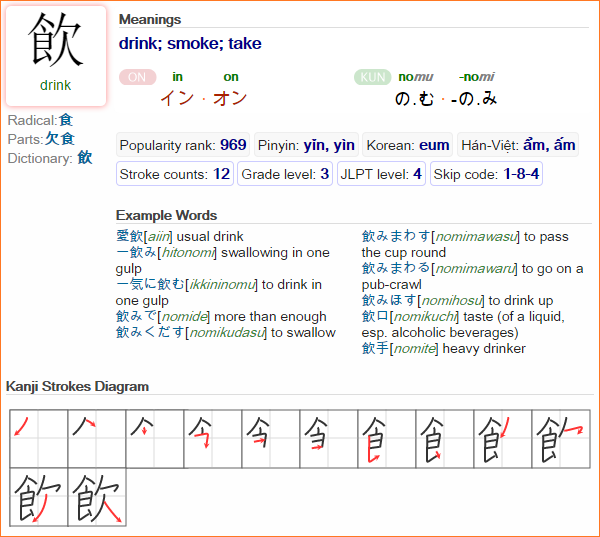 飲
drink
Radical:食
Parts:欠食
Dictionary: 飲
Meanings
drink; smoke; take
ON
in on
イン · オン
KUN
nomu -nomi
の.む · -の.み
Popularity rank: 969 Pinyin: yǐn, yìn Korean: eum Hán-Việt: ẩm, ấm
Stroke counts: 12 Grade level: 3 JLPT level: 4 Skip code: 1-8-4
Example Words
愛飲[aiin] usual drink
一飲み[hitonomi] swallowing in one
gulp
一気に飲む[ikkininomu] to drink in
one gulp
飲みで[nomide] more than enough
飲みくだす[nomikudasu] to swallow
飲みまわす[nomimawasu] to pass
the cup round
飲みまわる[nomimawaru] to go on a
pub-crawl
飲みほす[nomihosu] to drink up
飲口[nomikuchi] taste (of a liquid,
esp. alcoholic beverages)
飲手[nomite] heavy drinker
Kanji Strokes Diagram
飲